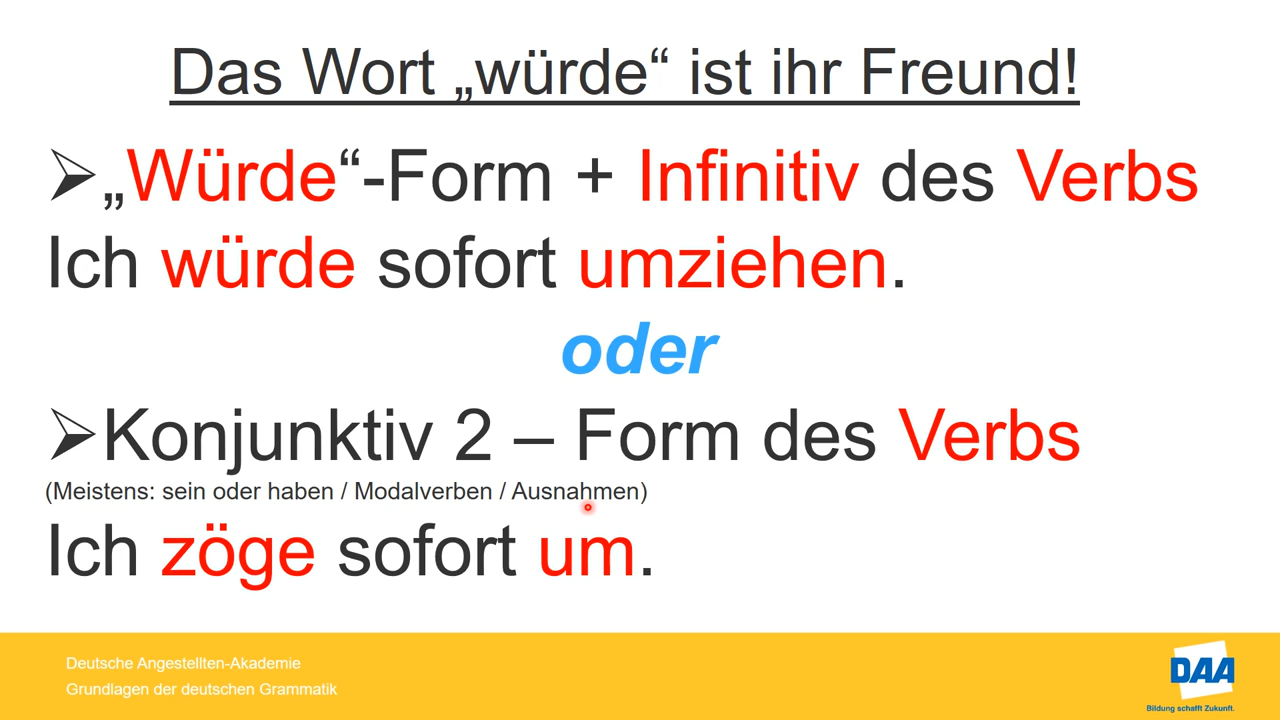 Das Wort „würde“ ist ihr Freund!
➢„Würde“-Form + Infinitiv des Verbs
Ich würde sofort umziehen.
oder
➢Konjunktiv 2 – Form des Verbs
(Meistens: sein oder haben / Modalverben / Ausnahmen)
Ich zöge sofort um.
Deutsche Angestellten-Akademie
Grundlagen der deutschen Grammatik
DAA
Bildung schafft Zukunft.